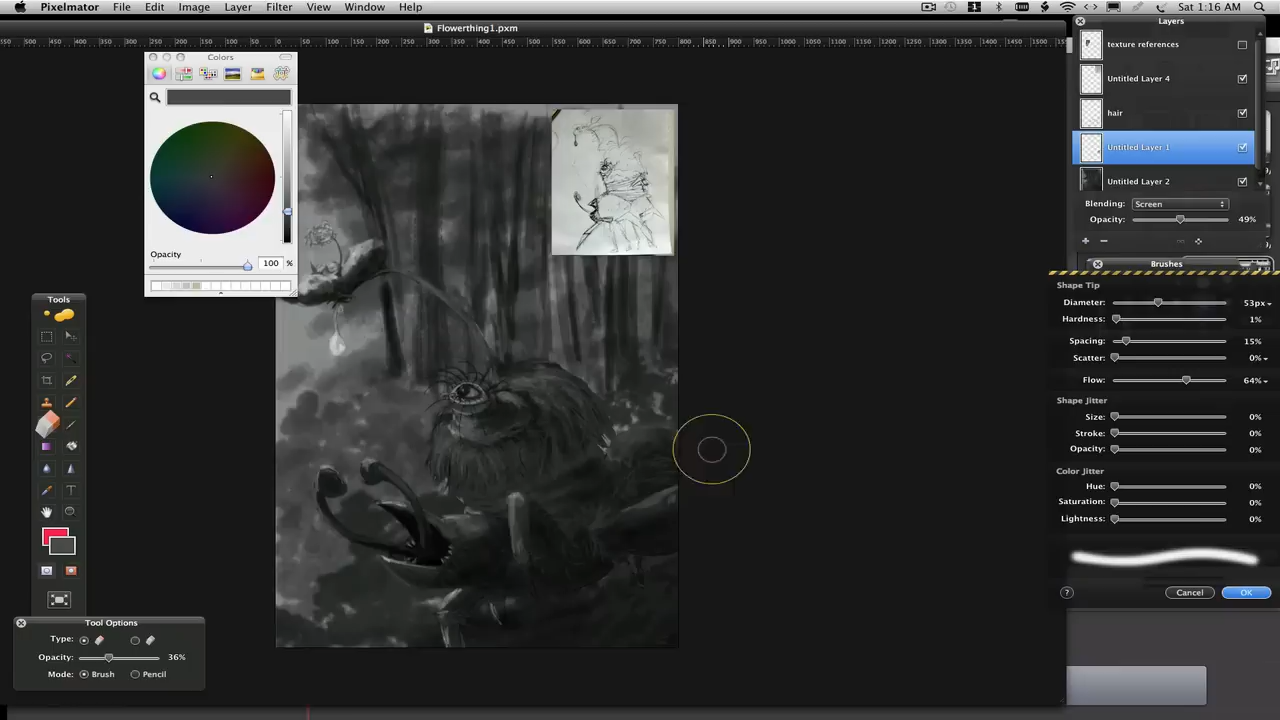 Pixelmator File Edit Image Layer Filter View Window Help
1 Sat 1:16 AM
Flowerthing1.pxm
Layers
texture references
Untitled Layer 4
hair
Untitled Layer 1
Untitled Layer 2
Blending: Screen
Opacity: 49%
Colors
Opacity
100 %
Brushes
Shape Tip
Diameter: 53px
Hardness: 1%
Spacing: 15%
Scatter: 0%
Flow: 64%
Shape Jitter
Size: 0%
Stroke: 0%
Opacity: 0%
Color Jitter
Hue: 0%
Saturation: 0%
Lightness: 0%
? Cancel OK
Tools
T
Tool Options
Type:
Opacity: 36%
Mode: Brush Pencil